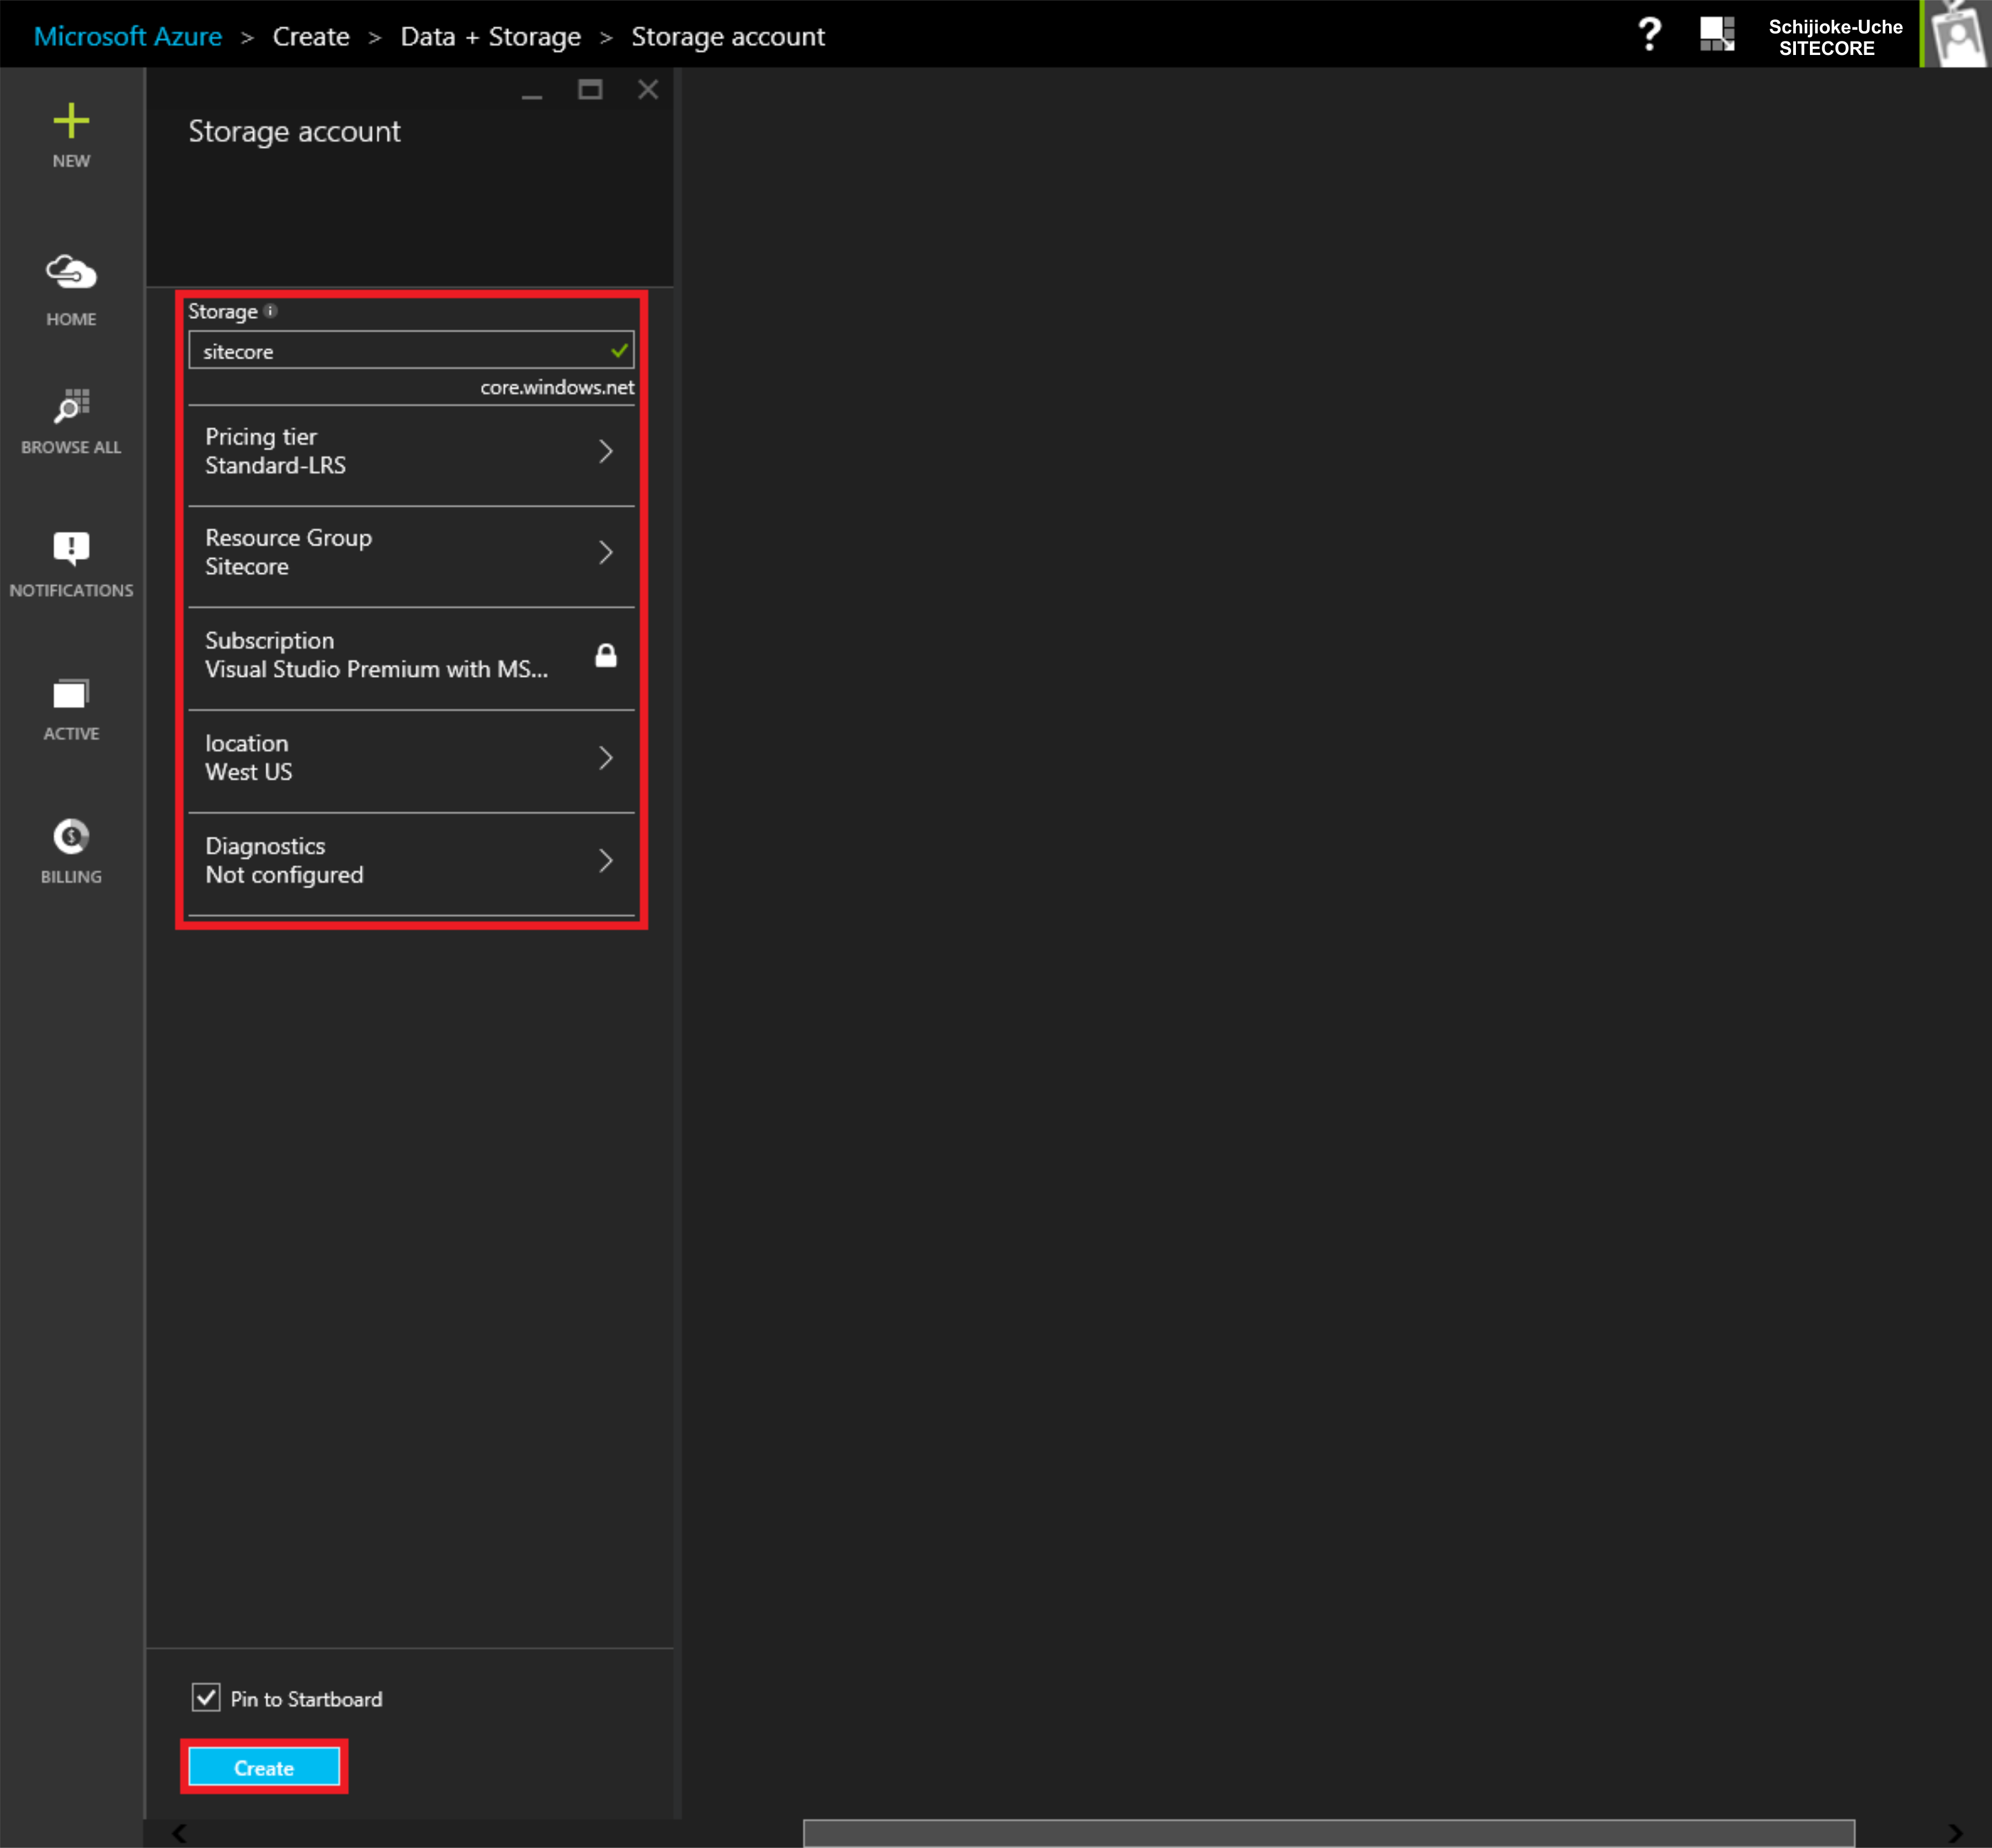 Microsoft Azure > Create > Data + Storage > Storage account
?
Schijioke-Uche
SITECORE
NEW
HOME
BROWSE ALL
NOTIFICATIONS
ACTIVE
BILLING
Storage account
Storage
sitecore
core.windows.net
Pricing tier
Standard-LRS
Resource Group
Sitecore
Subscription
Visual Studio Premium with MS...
location
West US
Diagnostics
Not configured
Pin to Startboard
Create